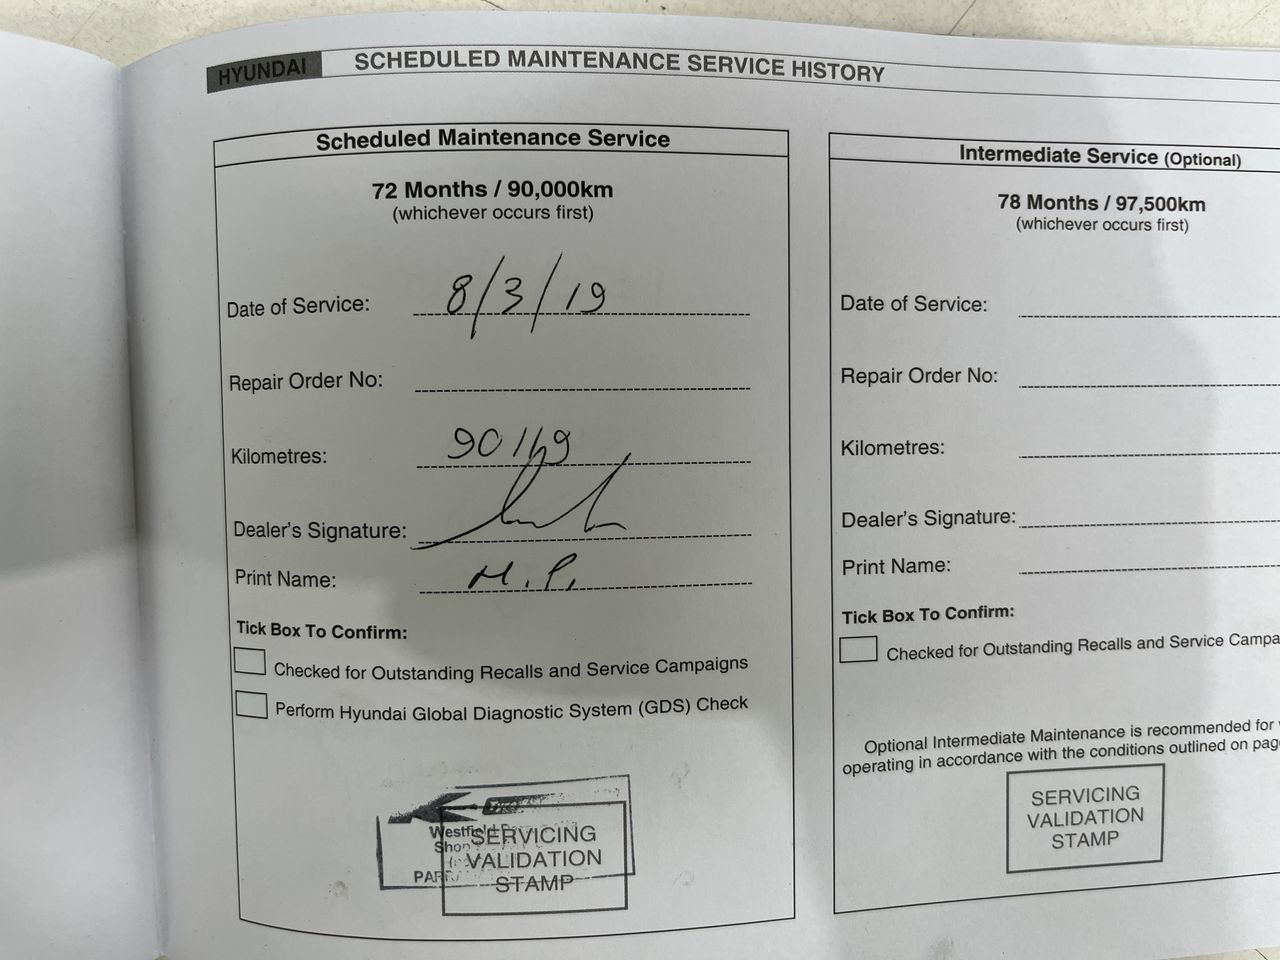 HYUNDAI SCHEDULED MAINTENANCE SERVICE HISTORY
Scheduled Maintenance Service
72 Months / 90,000km
(whichever occurs first)
Date of Service: 8/3/19
Repair Order No:
Kilometres:
Dealer's Signature:
Print Name: M.P.
Tick Box To Confirm:
Checked for Outstanding Recalls and Service Campaigns
Perform Hyundai Global Diagnostic System (GDS) Check
Westfield
SERVICING
VALIDATION
STAMP
Intermediate Service (Optional)
78 Months / 97,500km
(whichever occurs first)
Date of Service:
Repair Order No:
Kilometres:
Dealer's Signature:
Print Name:
Tick Box To Confirm:
Checked for Outstanding Recalls and Service Campa
Optional Intermediate Maintenance is recommended for
operating in accordance with the conditions outlined on pag
SERVICING
VALIDATION
STAMP